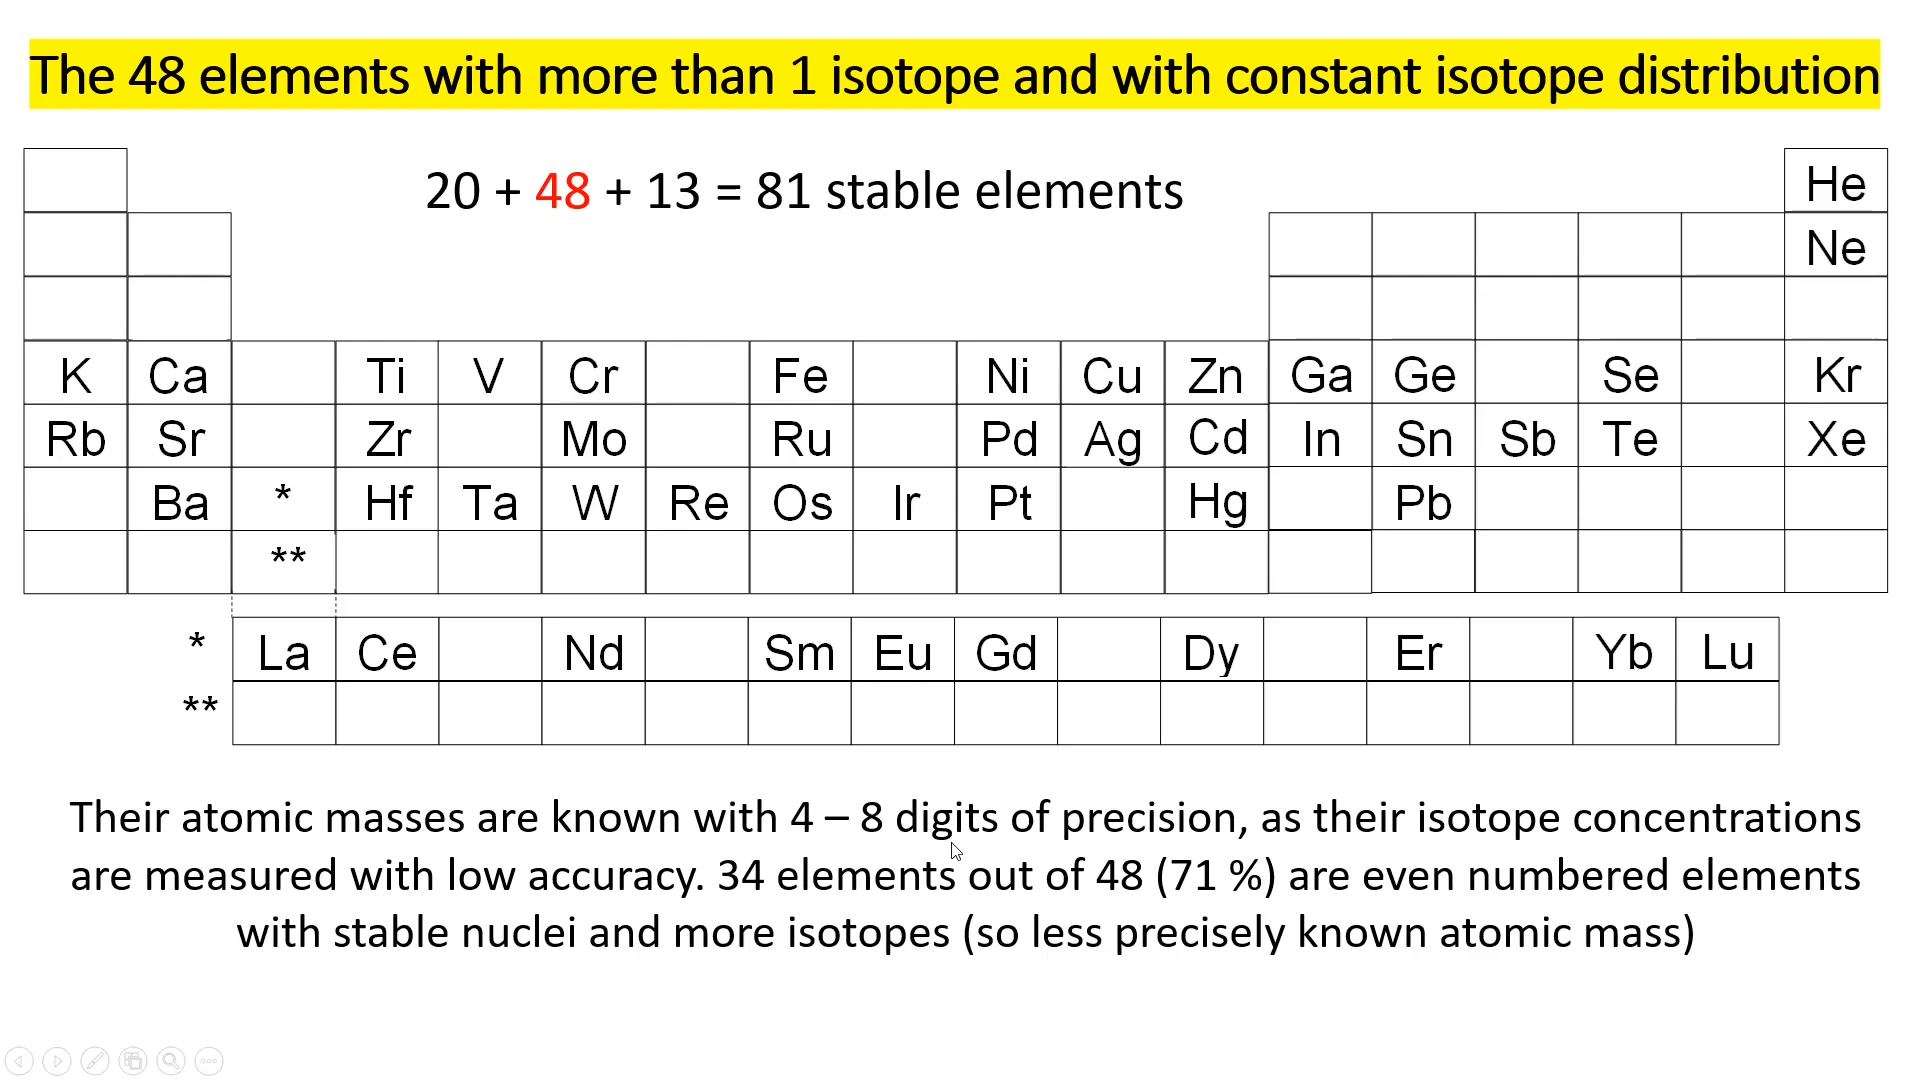 The 48 elements with more than 1 isotope and with constant isotope distribution
20 + 48 + 13 = 81 stable elements
He
Ne
K Ca Ti V Cr Fe Ni Cu Zn Ga Ge Se Kr
Rb Sr Zr Mo Ru Pd Ag Cd In Sn Sb Te Xe
Ba * Hf Ta W Re Os Ir Pt Hg Pb
**
* La Ce Nd Sm Eu Gd Dy Er Yb Lu
**
Their atomic masses are known with 4 – 8 digits of precision, as their isotope concentrations
are measured with low accuracy. 34 elements out of 48 (71 %) are even numbered elements
with stable nuclei and more isotopes (so less precisely known atomic mass)